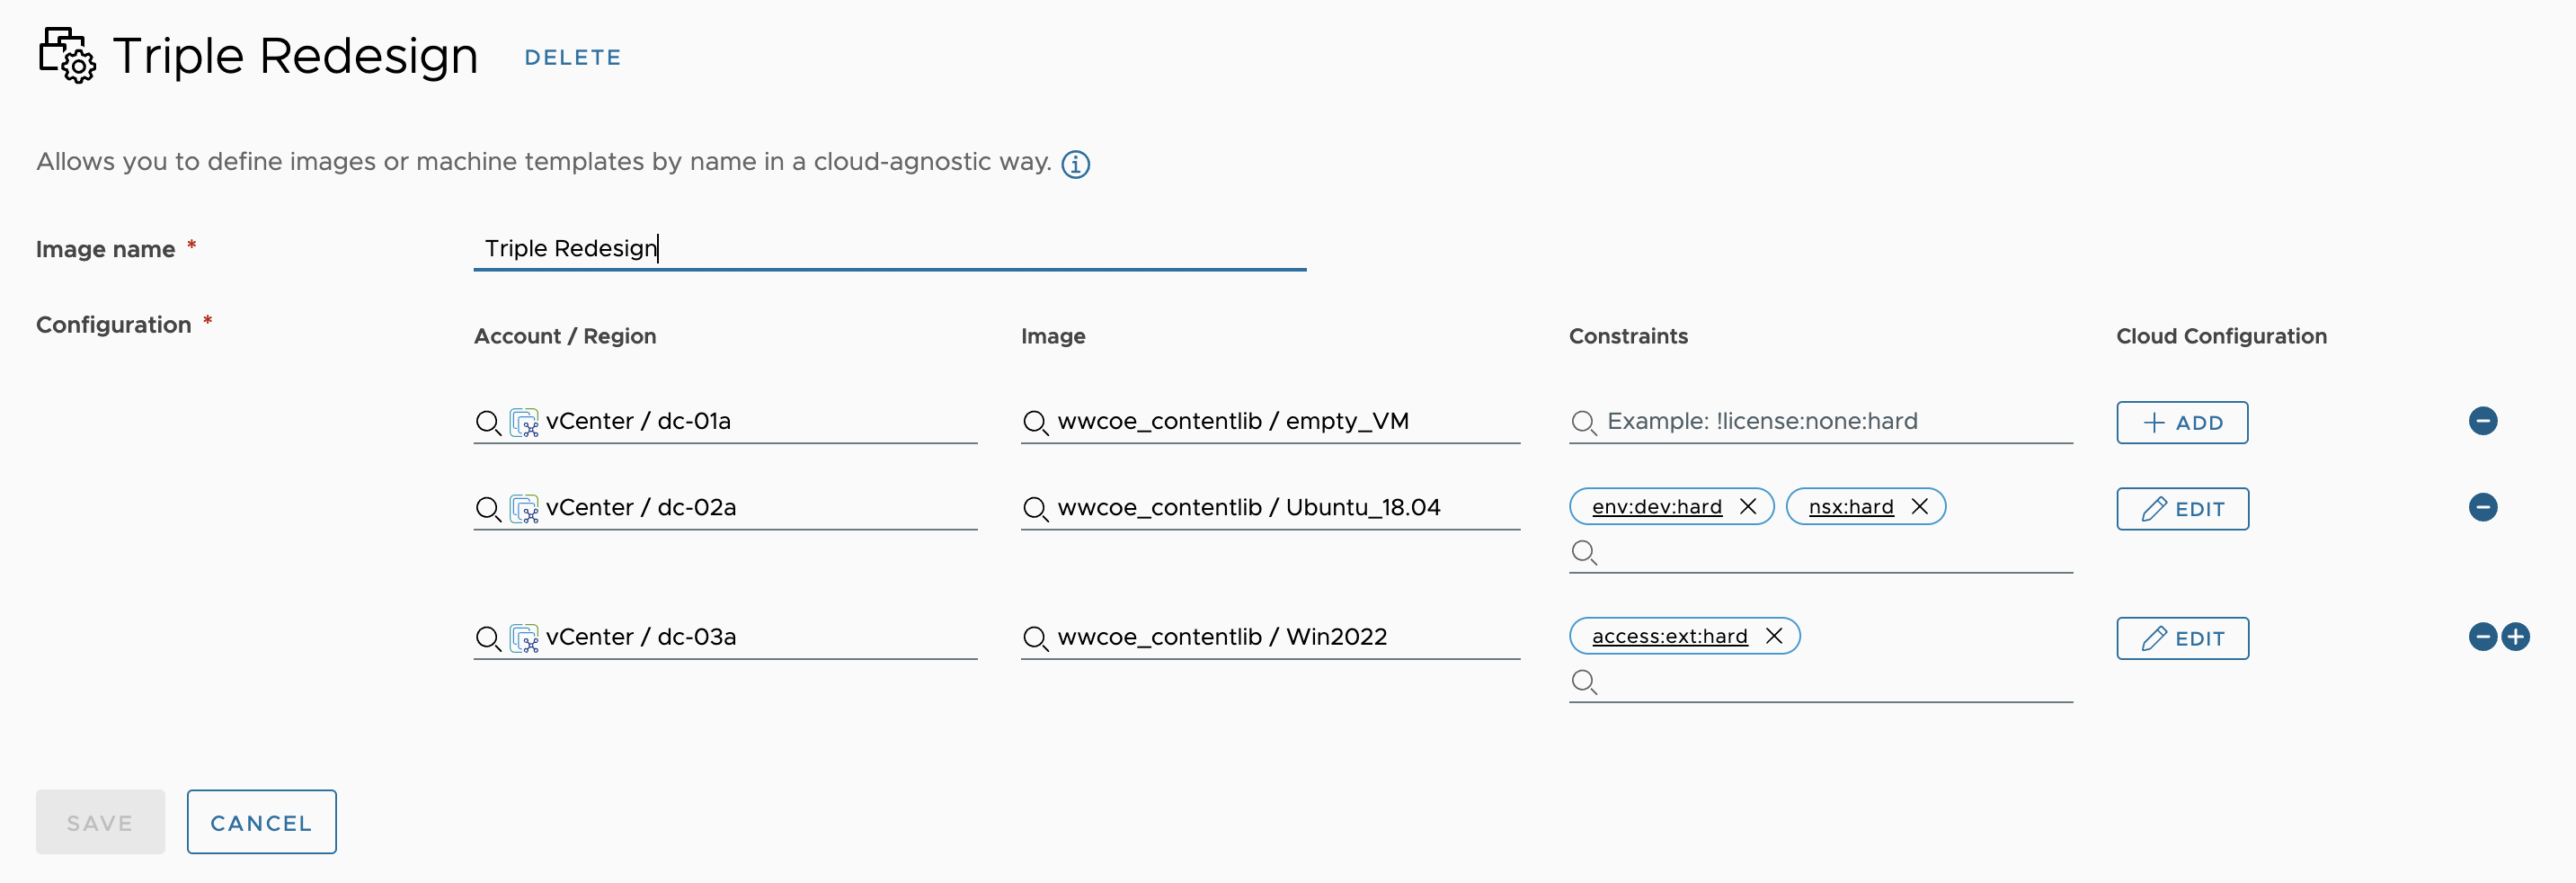 Triple Redesign DELETE
Allows you to define images or machine templates by name in a cloud-agnostic way.
Image name * Triple Redesign
Configuration *
Account / Region Image Constraints Cloud Configuration
vCenter / dc-01a wwcoe_contentlib / empty_VM Example: !license:none:hard + ADD
vCenter / dc-02a wwcoe_contentlib / Ubuntu_18.04 env:dev:hard nsx:hard EDIT
vCenter / dc-03a wwcoe_contentlib / Win2022 access:ext:hard EDIT
SAVE CANCEL